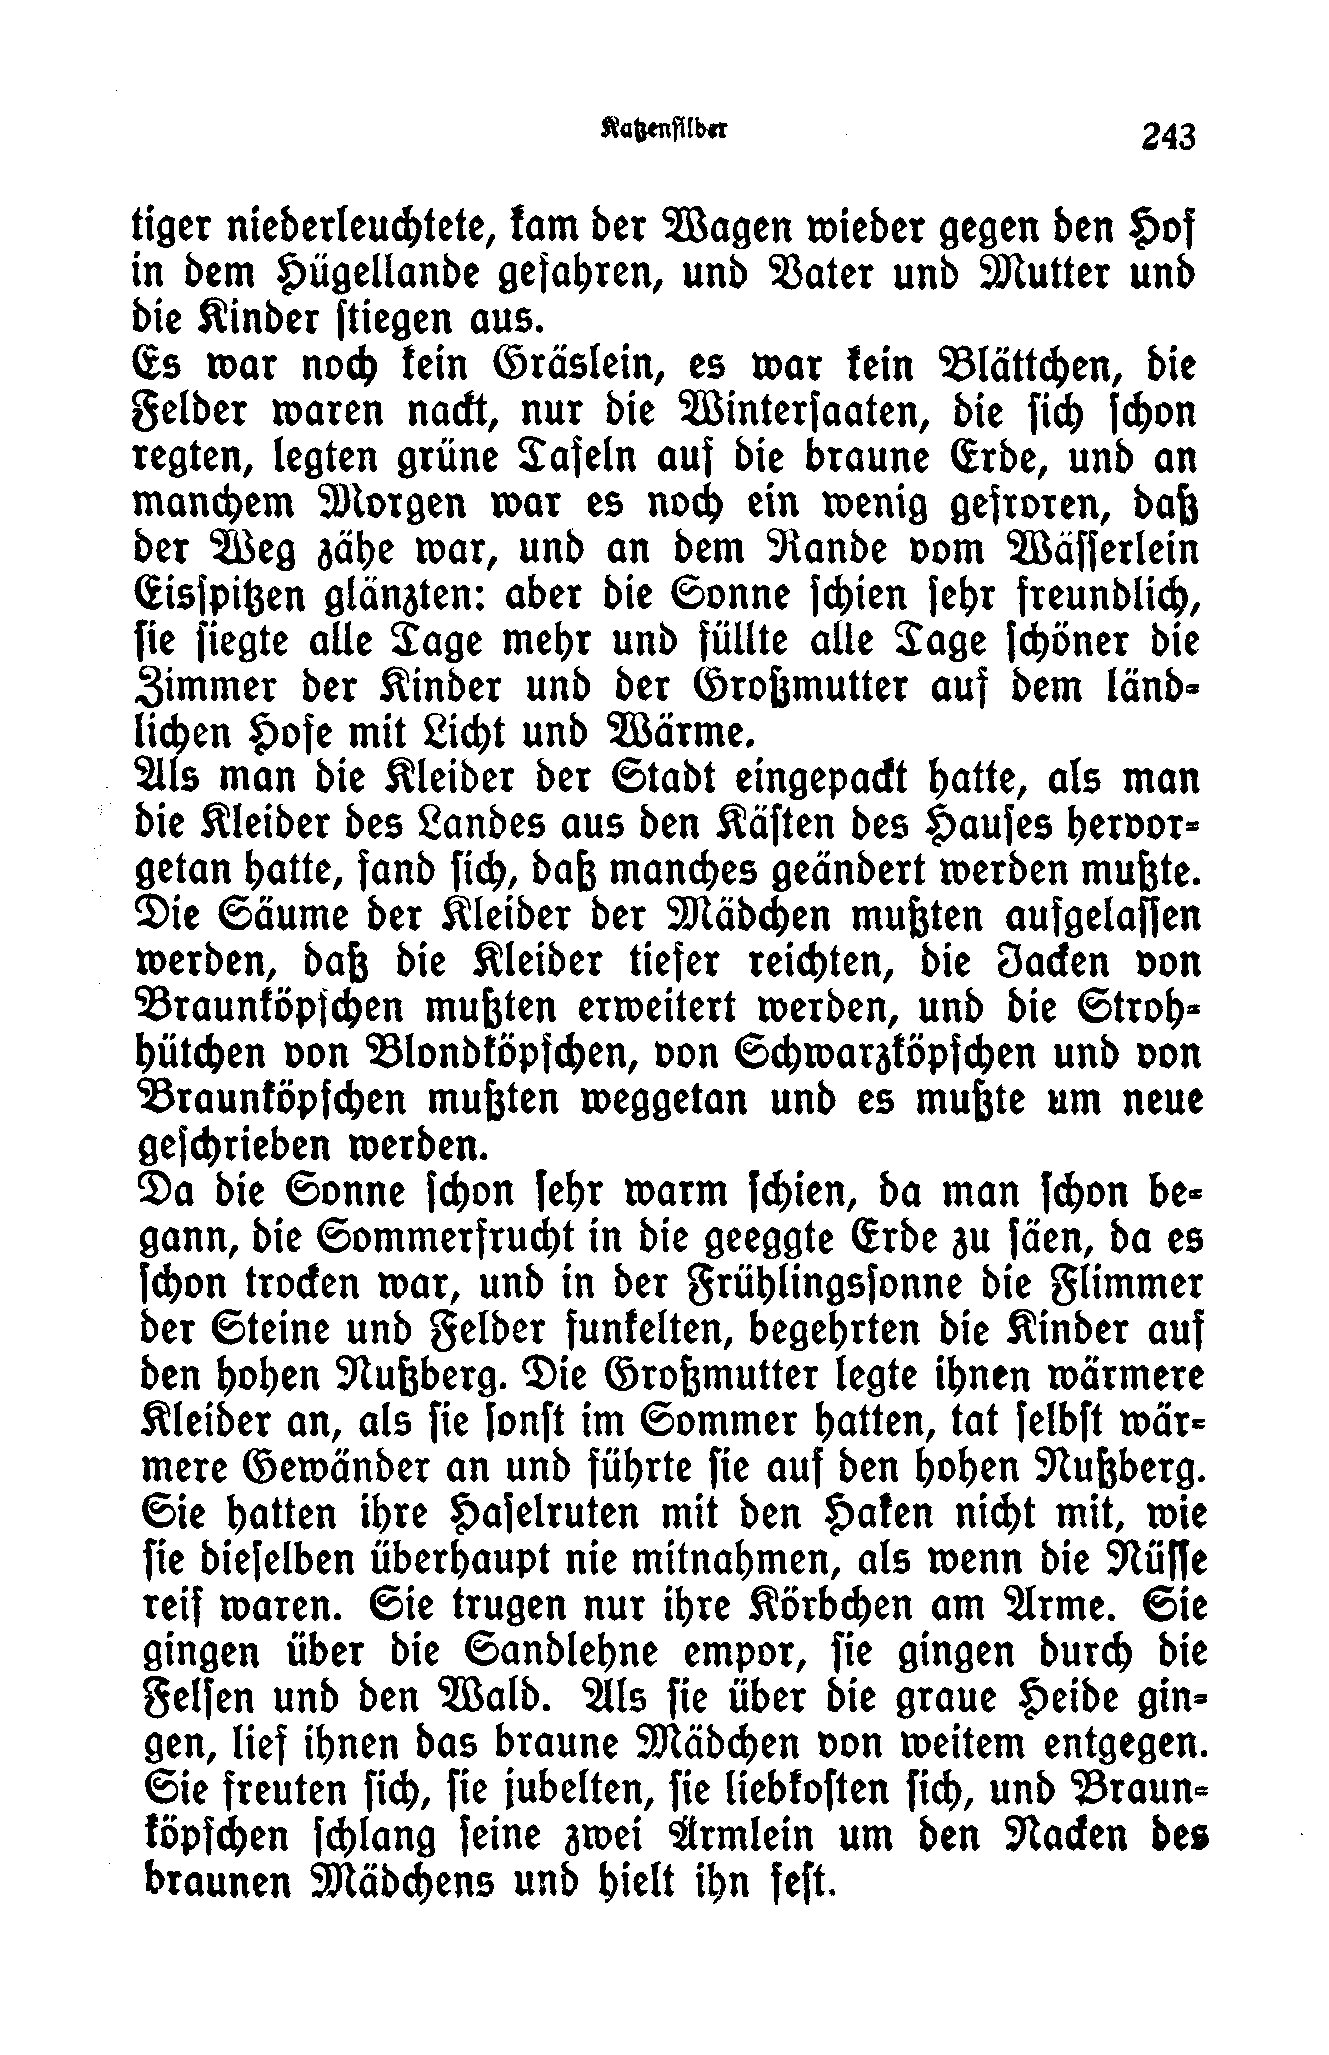 Katzensilber 243
tiger niederleuchtete, kam der Wagen wieder gegen den Hof
in dem Hügellande gefahren, und Vater und Mutter und
die Kinder stiegen aus.
Es war noch kein Gräslein, es war kein Blättchen, die
Felder waren nackt, nur die Wintersaaten, die sich schon
regten, legten grüne Tafeln auf die braune Erde, und an
manchem Morgen war es noch ein wenig gefroren, daß
der Weg zähe war, und an dem Rande vom Wässerlein
Eisspitzen glänzten: aber die Sonne schien sehr freundlich,
sie siegte alle Tage mehr und füllte alle Tage schöner die
Zimmer der Kinder und der Großmutter auf dem länd-
lichen Hofe mit Licht und Wärme.
Als man die Kleider der Stadt eingepackt hatte, als man
die Kleider des Landes aus den Kästen des Hauses hervor-
getan hatte, fand sich, daß manches geändert werden mußte.
Die Säume der Kleider der Mädchen mußten aufgelassen
werden, daß die Kleider tiefer reichten, die Jacken von
Braunköpfchen mußten erweitert werden, und die Stroh-
hütchen von Blondköpfchen, von Schwarzköpfchen und von
Braunköpfchen mußten weggetan und es mußte um neue
geschrieben werden.
Da die Sonne schon sehr warm schien, da man schon be-
gann, die Sommerfrucht in die geeggte Erde zu säen, da es
schon trocken war, und in der Frühlingssonne die Flimmer
der Steine und Felder funkelten, begehrten die Kinder auf
den hohen Nußberg. Die Großmutter legte ihnen wärmere
Kleider an, als sie sonst im Sommer hatten, tat selbst wär-
mere Gewänder an und führte sie auf den hohen Nußberg.
Sie hatten ihre Haselruten mit den Haken nicht mit, wie
sie dieselben überhaupt nie mitnahmen, als wenn die Nüsse
reif waren. Sie trugen nur ihre Körbchen am Arme. Sie
gingen über die Sandlehne empor, sie gingen durch die
Felsen und den Wald. Als sie über die graue Heide gin-
gen, lief ihnen das braune Mädchen von weitem entgegen.
Sie freuten sich, sie jubelten, sie liebkosten sich, und Braun-
köpfchen schlang seine zwei Ärmlein um den Nacken des
braunen Mädchens und hielt ihn fest.